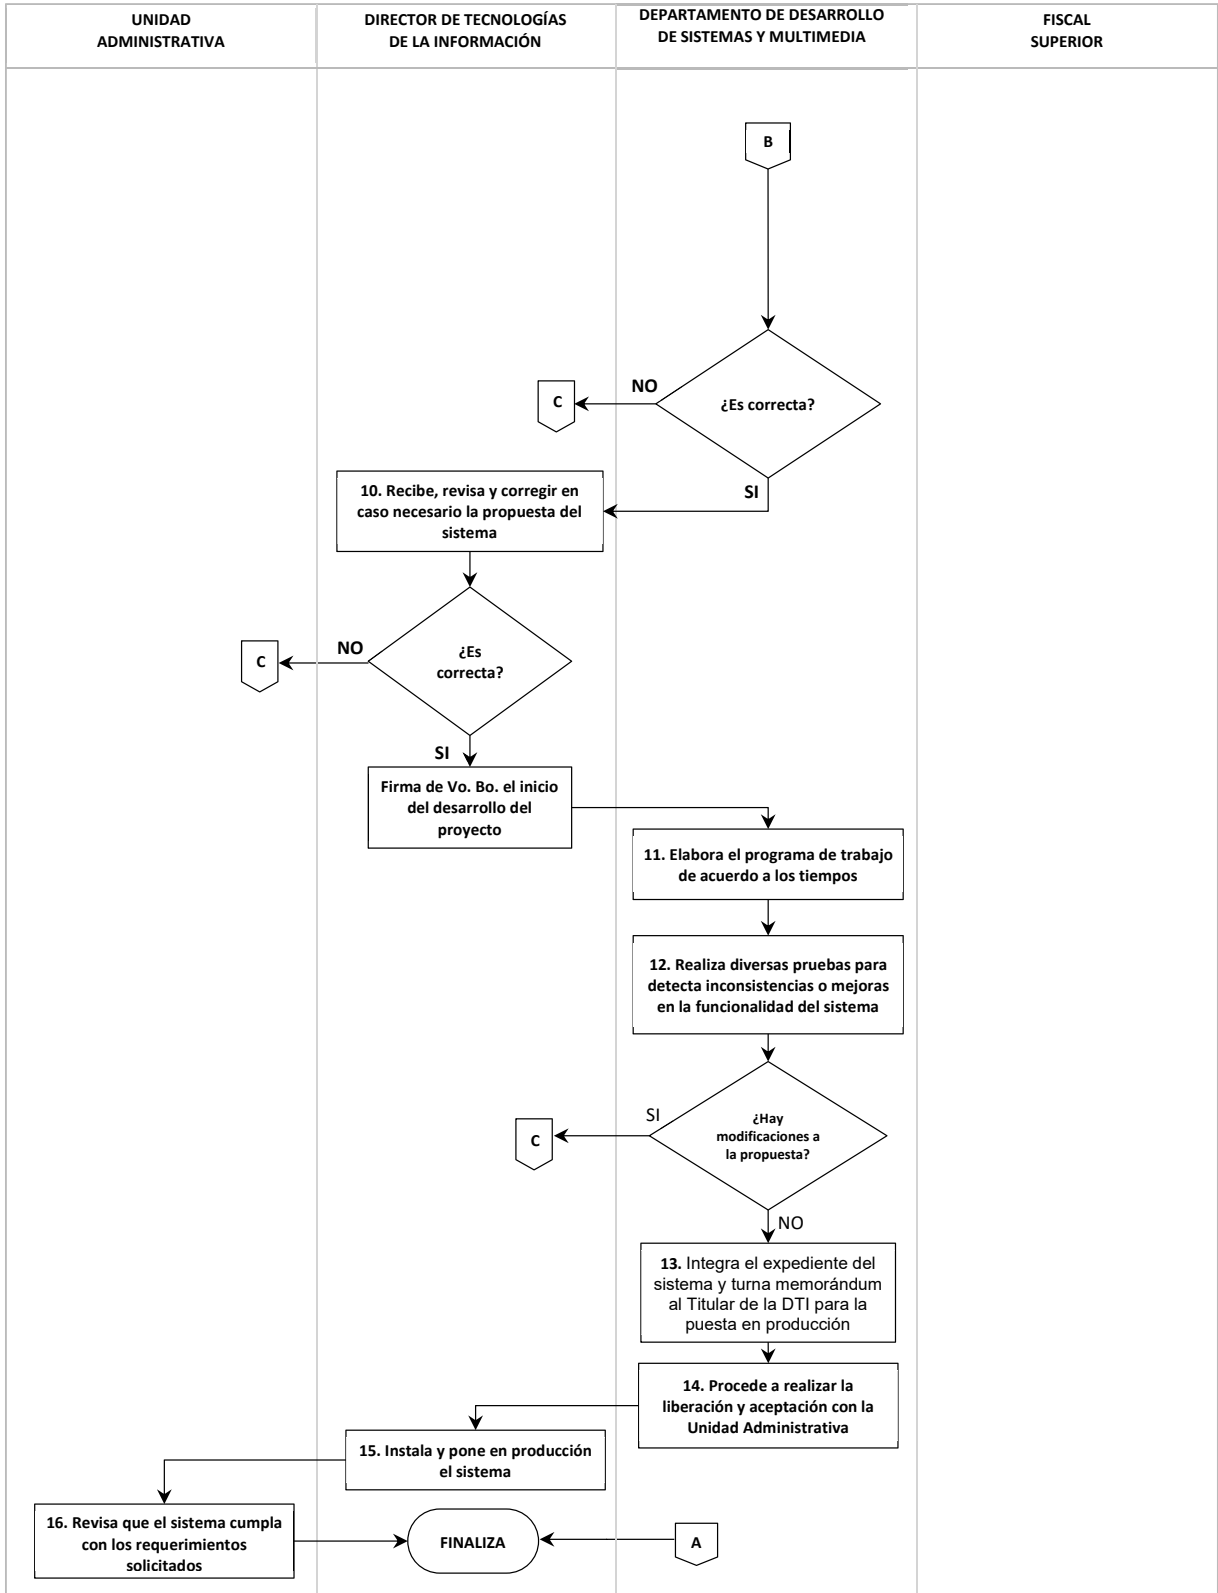 UNIDAD
ADMINISTRATIVA
DIRECTOR DE TECNOLOGÍAS
DE LA INFORMACIÓN
DEPARTAMENTO DE DESARROLLO
DE SISTEMAS Y MULTIMEDIA
FISCAL
SUPERIOR
B
NO
C
¿Es correcta?
SI
10. Recibe, revisa y corregir en
caso necesario la propuesta del
sistema
NO
C
¿Es
correcta?
SI
Firma de Vo. Bo. el inicio
del desarrollo del
proyecto
11. Elabora el programa de trabajo
de acuerdo a los tiempos
12. Realiza diversas pruebas para
detecta inconsistencias o mejoras
en la funcionalidad del sistema
SI
C
¿Hay
modificaciones a
la propuesta?
NO
13. Integra el expediente del
sistema y turna memorándum
al Titular de la DTI para la
puesta en producción
14. Procede a realizar la
liberación y aceptación con la
Unidad Administrativa
15. Instala y pone en producción
el sistema
16. Revisa que el sistema cumpla
con los requerimientos
solicitados
FINALIZA
A